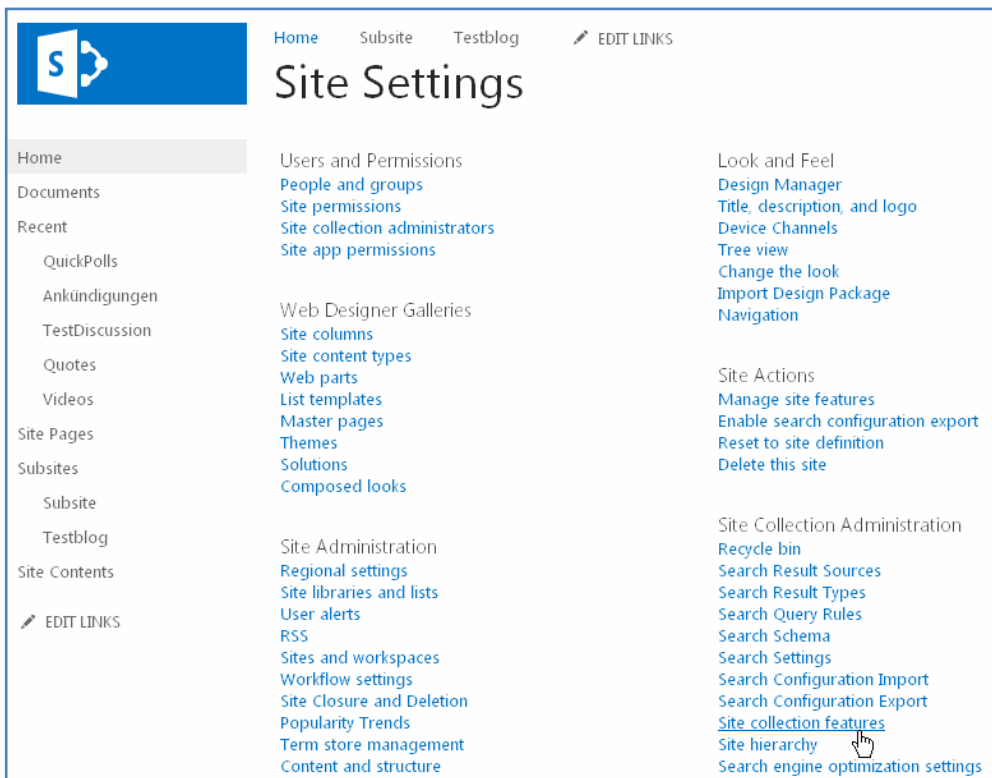 S
Home Subsite Testblog EDIT LINKS
Site Settings
Home
Documents
Recent
QuickPolls
Ankündigungen
TestDiscussion
Quotes
Videos
Site Pages
Subsites
Subsite
Testblog
Site Contents
EDIT LINKS
Users and Permissions
People and groups
Site permissions
Site collection administrators
Site app permissions
Web Designer Galleries
Site columns
Site content types
Web parts
List templates
Master pages
Themes
Solutions
Composed looks
Site Administration
Regional settings
Site libraries and lists
User alerts
RSS
Sites and workspaces
Workflow settings
Site Closure and Deletion
Popularity Trends
Term store management
Content and structure
Look and Feel
Design Manager
Title, description, and logo
Device Channels
Tree view
Change the look
Import Design Package
Navigation
Site Actions
Manage site features
Enable search configuration export
Reset to site definition
Delete this site
Site Collection Administration
Recycle bin
Search Result Sources
Search Result Types
Search Query Rules
Search Schema
Search Settings
Search Configuration Import
Search Configuration Export
Site collection features
Site hierarchy
Search engine optimization settings